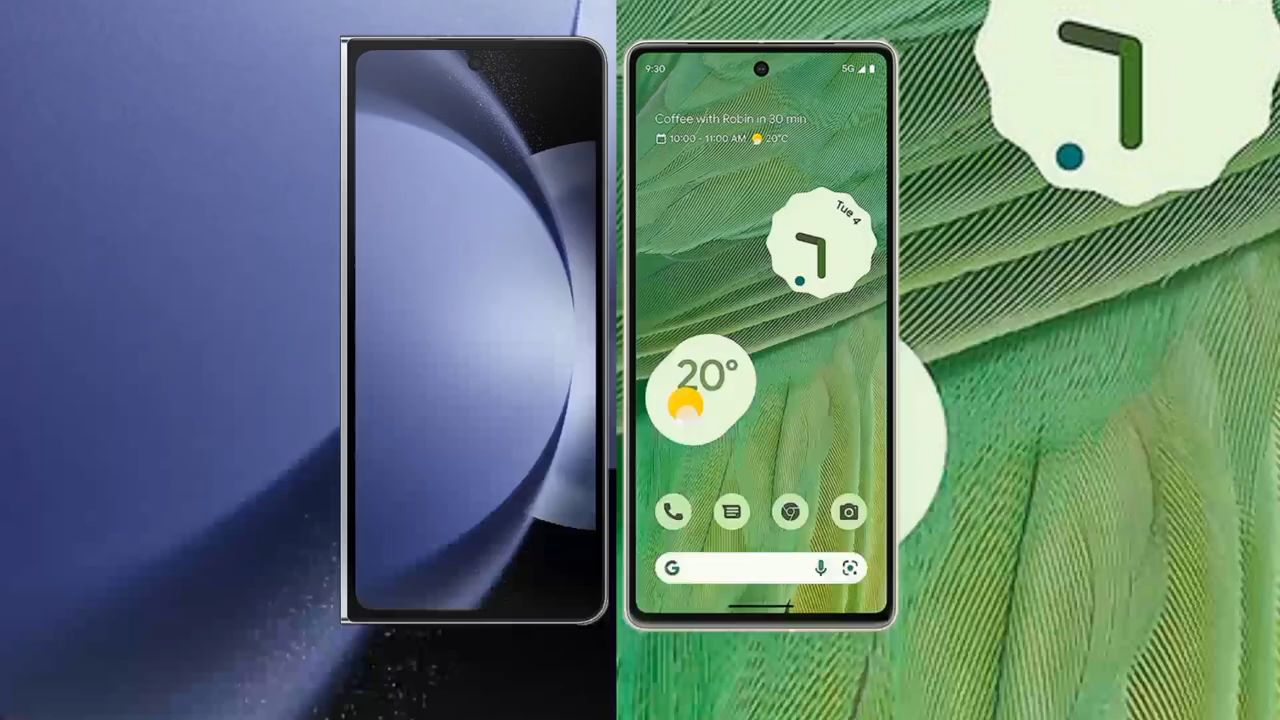 9:30
5G
Coffee with Robin in 30 min
10:00 - 11:00 AM 20°C
Tue 4
20°
G